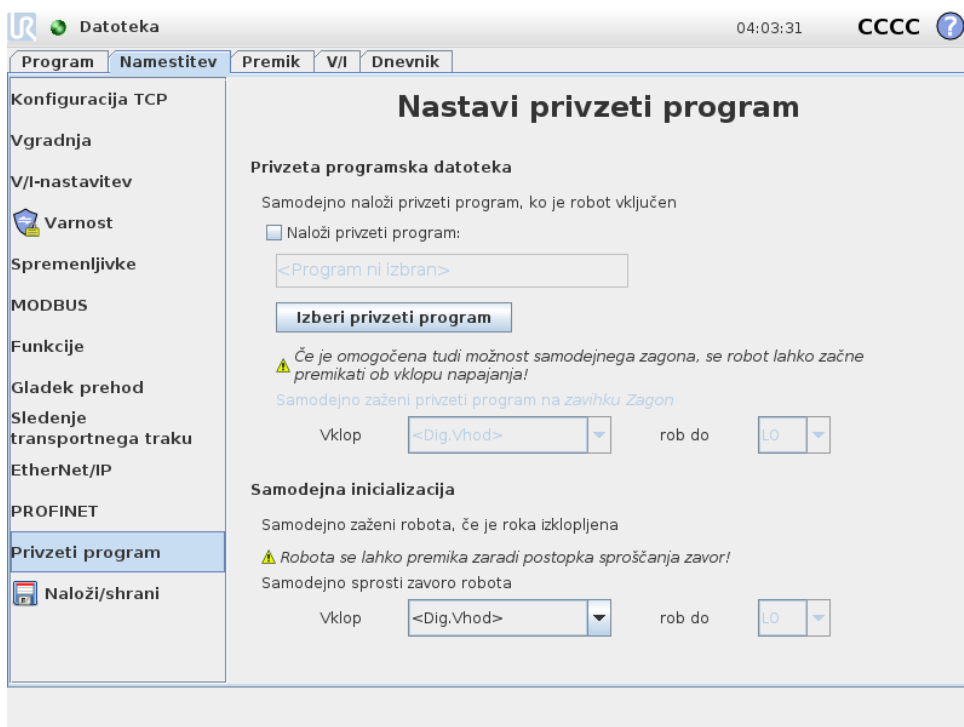 UR Datoteka 04:03:31 CCCC ?
Program Namestitev Premik V/I Dnevnik
Konfiguracija TCP
Vgradnja
V/I-nastavitev
Varnost
Spremenljivke
MODBUS
Funkcije
Gladek prehod
Sledenje
transportnega traku
EtherNet/IP
PROFINET
Privzeti program
Naloži/shrani
Nastavi privzeti program
Privzeta programska datoteka
Samodejno naloži privzeti program, ko je robot vključen
Naloži privzeti program:
<Program ni izbran>
Izberi privzeti program
Če je omogočena tudi možnost samodejnega zagona, se robot lahko začne
premikati ob vklopu napajanja!
Samodejno zaženi privzeti program na zavihku Zagon
Vklop <Dig.Vhod> rob do LO
Samodejna inicializacija
Samodejno zaženi robota, če je roka izklopljena
Robota se lahko premika zaradi postopka sproščanja zavor!
Samodejno sprosti zavoro robota
Vklop <Dig.Vhod> rob do LO